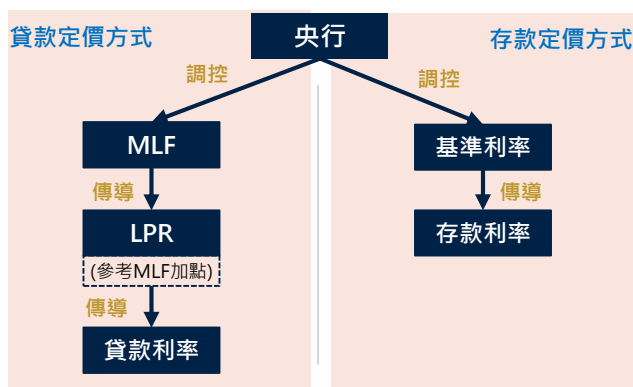 貸款定價方式
央行
存款定價方式
調控
調控
MLF
基準利率
傳導
傳導
LPR
存款利率
(參考MLF加點)
傳導
貸款利率